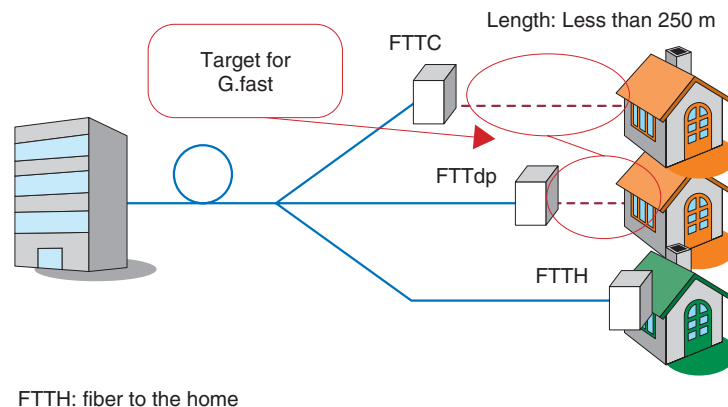 Length: Less than 250 m
FTTC
Target for
G.fast
FTTdp
FTTH
FTTH: fiber to the home